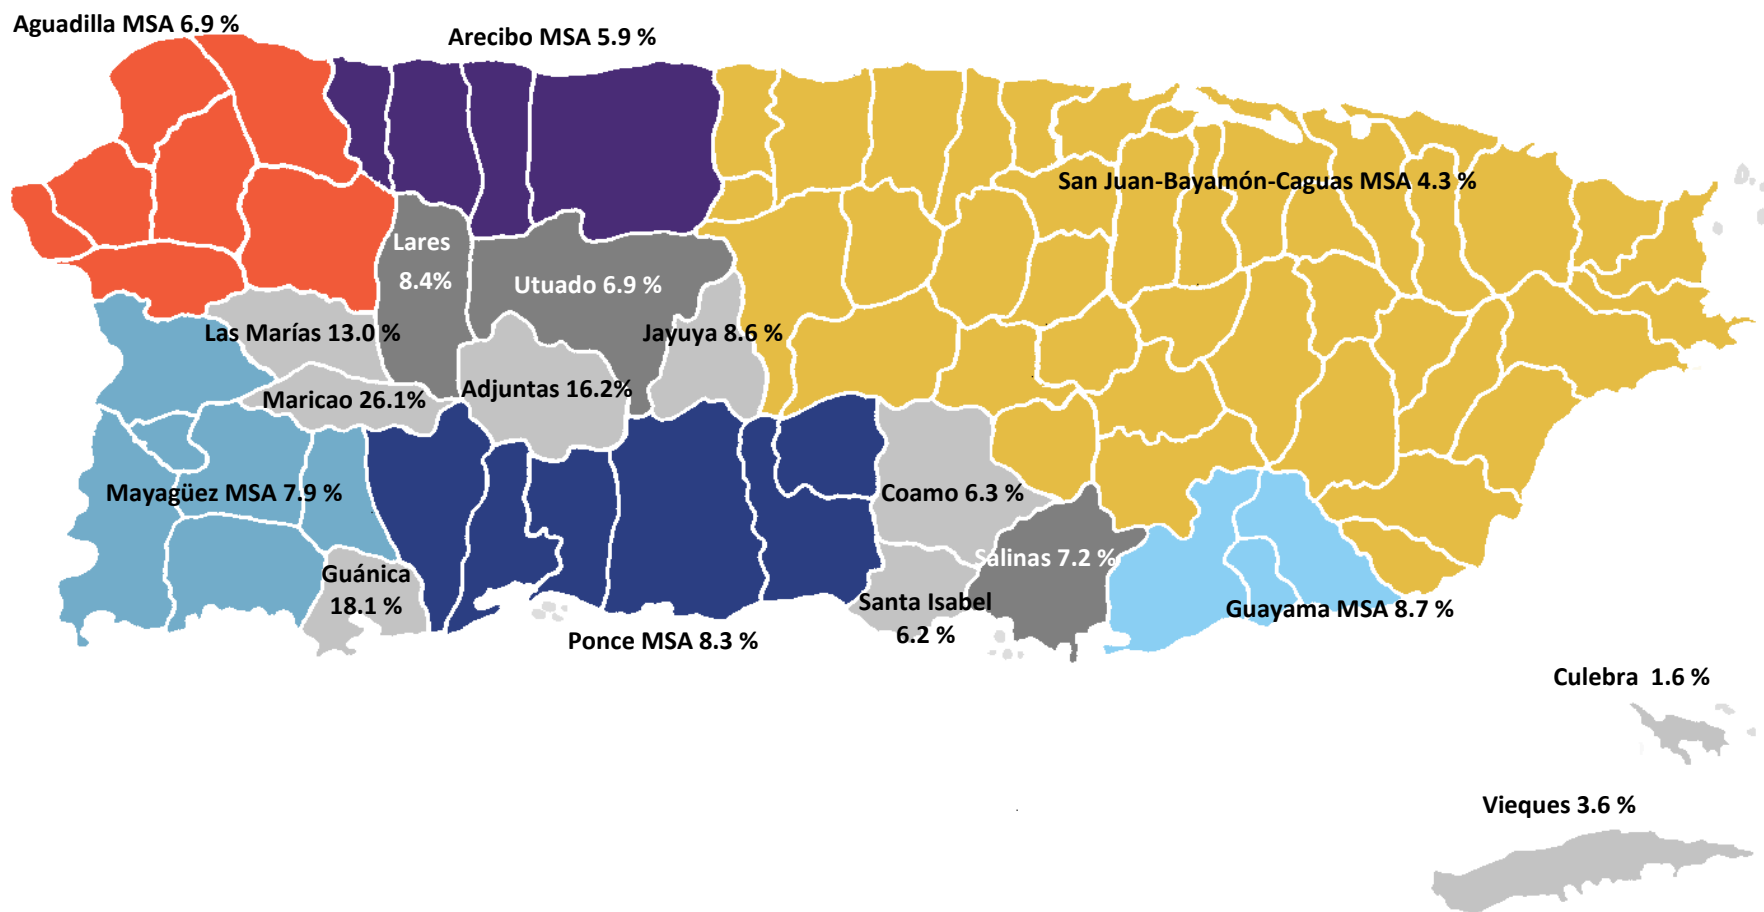 Aguadilla MSA 6.9 %
Arecibo MSA 5.9 %
San Juan-Bayamón-Caguas MSA 4.3 %
Lares
8.4%
Utuado 6.9 %
Las Marías 13.0 %
Jayuya 8.6 %
Maricao 26.1%
Adjuntas 16.2%
Mayagüez MSA 7.9 %
Coamo 6.3 %
Salinas 7.2 %
Guánica
18.1 %
Santa Isabel
6.2 %
Guayama MSA 8.7 %
Ponce MSA 8.3 %
Culebra 1.6 %
Vieques 3.6 %